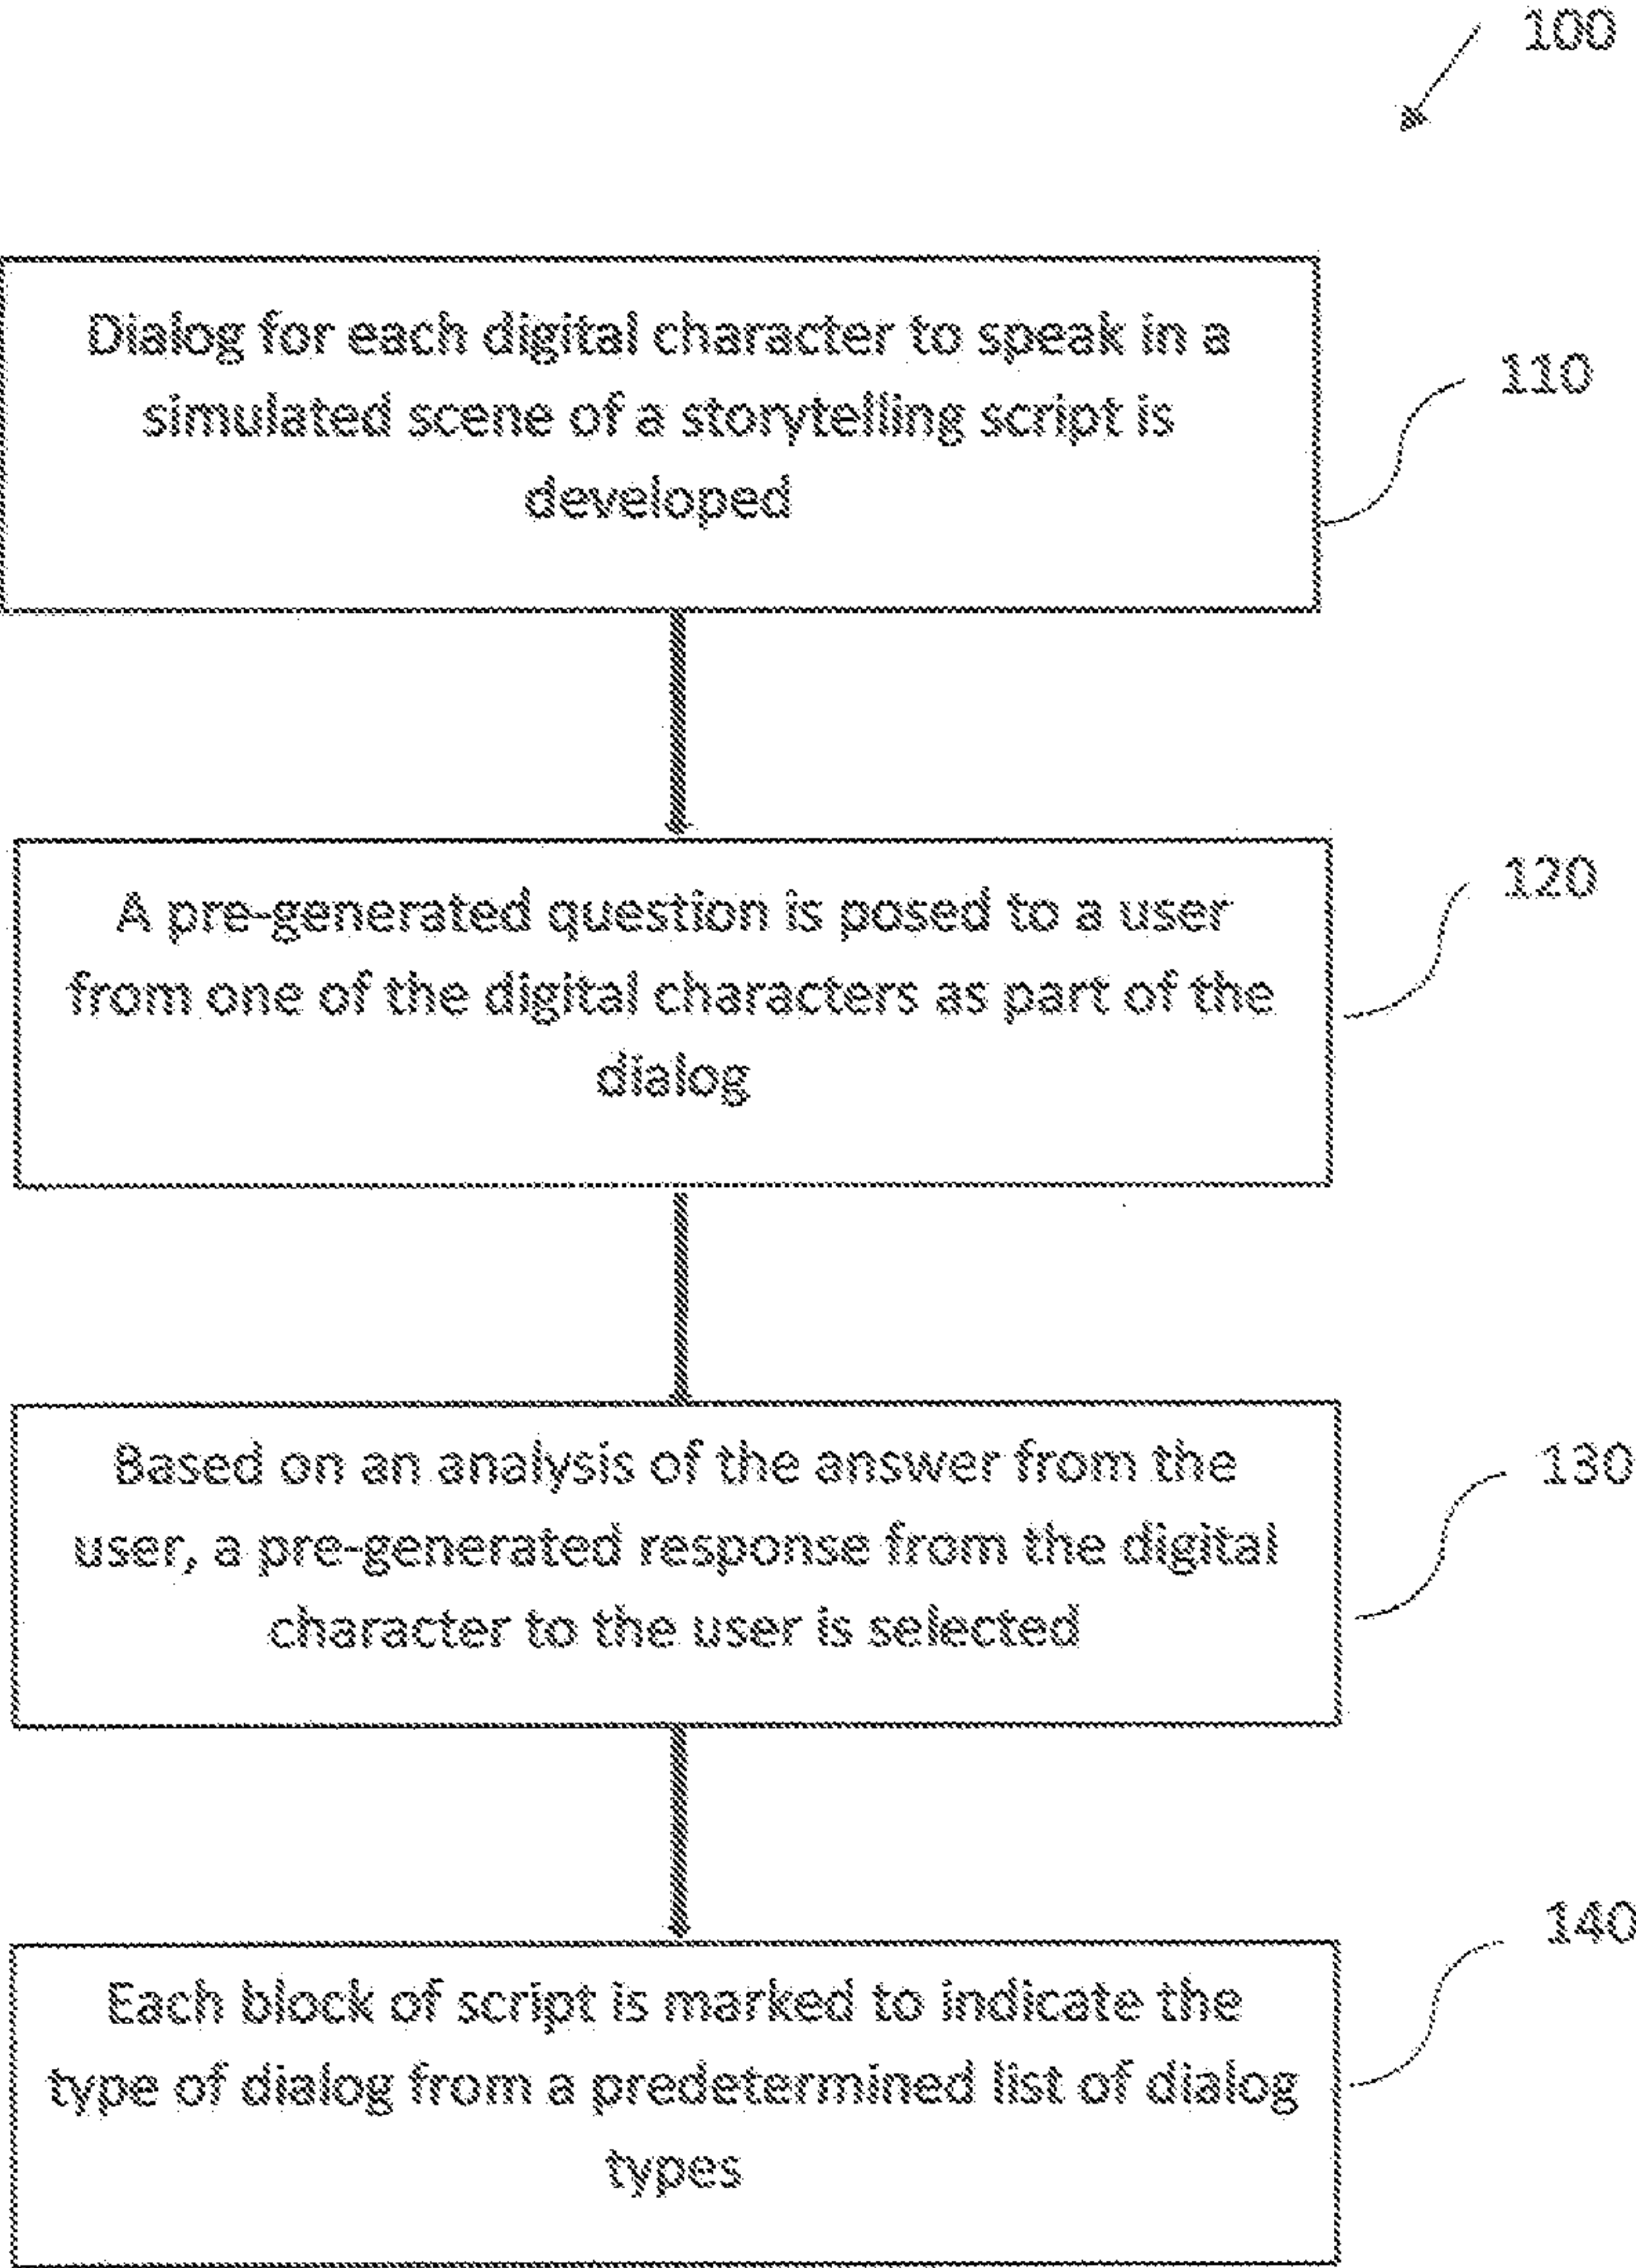 100
Dialog for each digital character to speak in a
simulated scene of a storytelling script is
developed
110
A pre-generated question is posed to a user
from one of the digital characters as part of the
dialog
120
Based on an analysis of the answer from the
user, a pre-generated response from the digital
character to the user is selected
130
Each block of script is marked to indicate the
type of dialog from a predetermined list of dialog
types
140